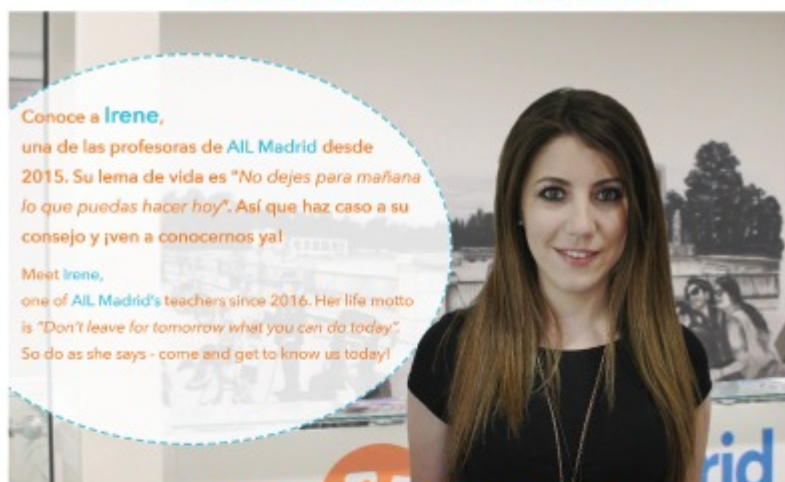 Conoce a Irene,
una de las profesoras de AIL Madrid desde
2015. Su lema de vida es "No dejes para mañana
lo que puedas hacer hoy". Así que haz caso a su
consejo y ¡ven a conocernos ya!
Meet Irene,
one of AIL Madrid's teachers since 2016. Her life motto
is "Don't leave for tomorrow what you can do today".
So do as she says - come and get to know us today!
rid